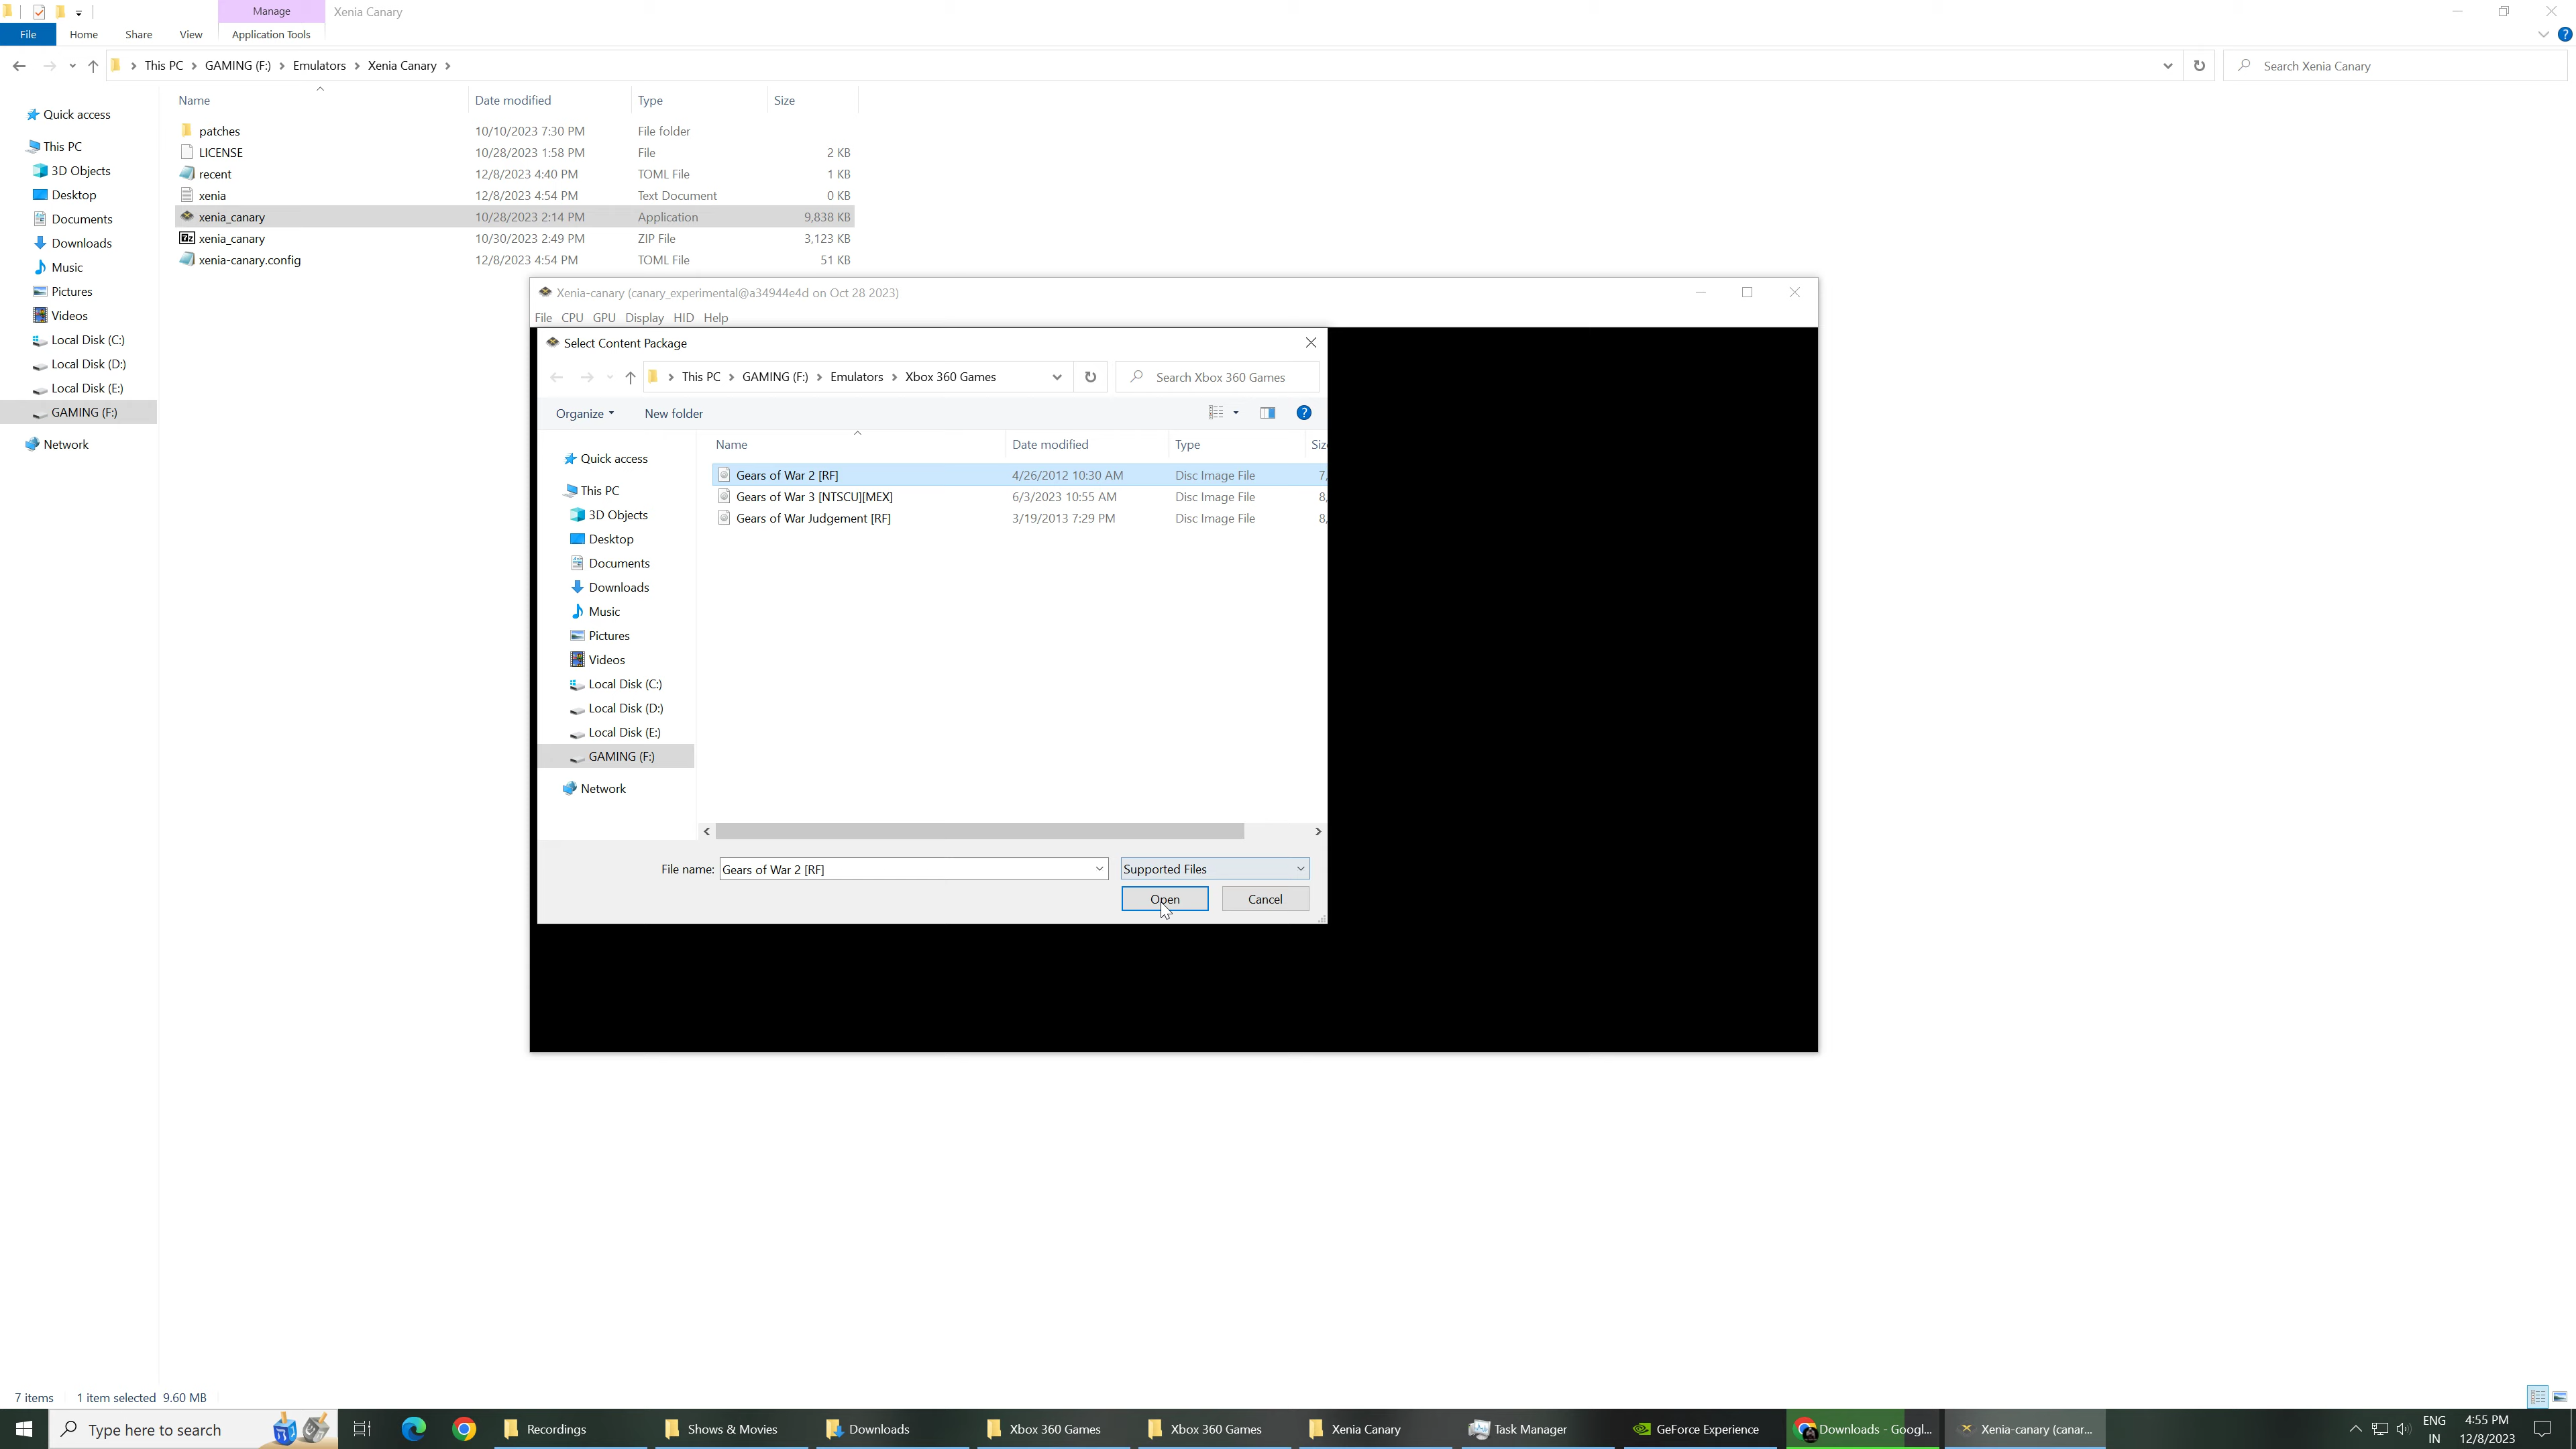 Manage Xenia Canary
File Home Share View Application Tools
This PC GAMING (F:) Emulators Xenia Canary Search Xenia Canary
Name Date modified Type Size
patches 10/10/2023 7:30 PM File folder
LICENSE 10/28/2023 1:58 PM File 2 KB
recent 12/8/2023 4:40 PM TOML File 1 KB
xenia 12/8/2023 4:54 PM Text Document 0 KB
xenia_canary 10/28/2023 2:14 PM Application 9,838 KB
xenia_canary 10/30/2023 2:49 PM ZIP File 3,123 KB
xenia-canary.config 12/8/2023 4:54 PM TOML File 51 KB
Quick access
This PC
3D Objects
Desktop
Documents
Downloads
Music
Pictures
Videos
Local Disk (C:)
Local Disk (D:)
Local Disk (E:)
GAMING (F:)
Network
Xenia-canary (canary_experimental@a34944e4d on Oct 28 2023)
File CPU GPU Display HID Help
Select Content Package
This PC GAMING (F:) Emulators Xbox 360 Games Search Xbox 360 Games
Organize New folder
Name Date modified Type Siz
Gears of War 2 [RF] 4/26/2012 10:30 AM Disc Image File 7,
Gears of War 3 [NTSCU][MEX] 6/3/2023 10:55 AM Disc Image File 8,
Gears of War Judgement [RF] 3/19/2013 7:29 PM Disc Image File 8,
Quick access
This PC
3D Objects
Desktop
Documents
Downloads
Music
Pictures
Videos
Local Disk (C:)
Local Disk (D:)
Local Disk (E:)
GAMING (F:)
Network
File name: Gears of War 2 [RF] Supported Files
Open Cancel
7 items 1 item selected 9.60 MB
Type here to search Recordings Shows & Movies Downloads Xbox 360 Games Xbox 360 Games Xenia Canary Task Manager GeForce Experience Downloads - Googl... Xenia-canary (canar...
ENG 4:55 PM
IN 12/8/2023